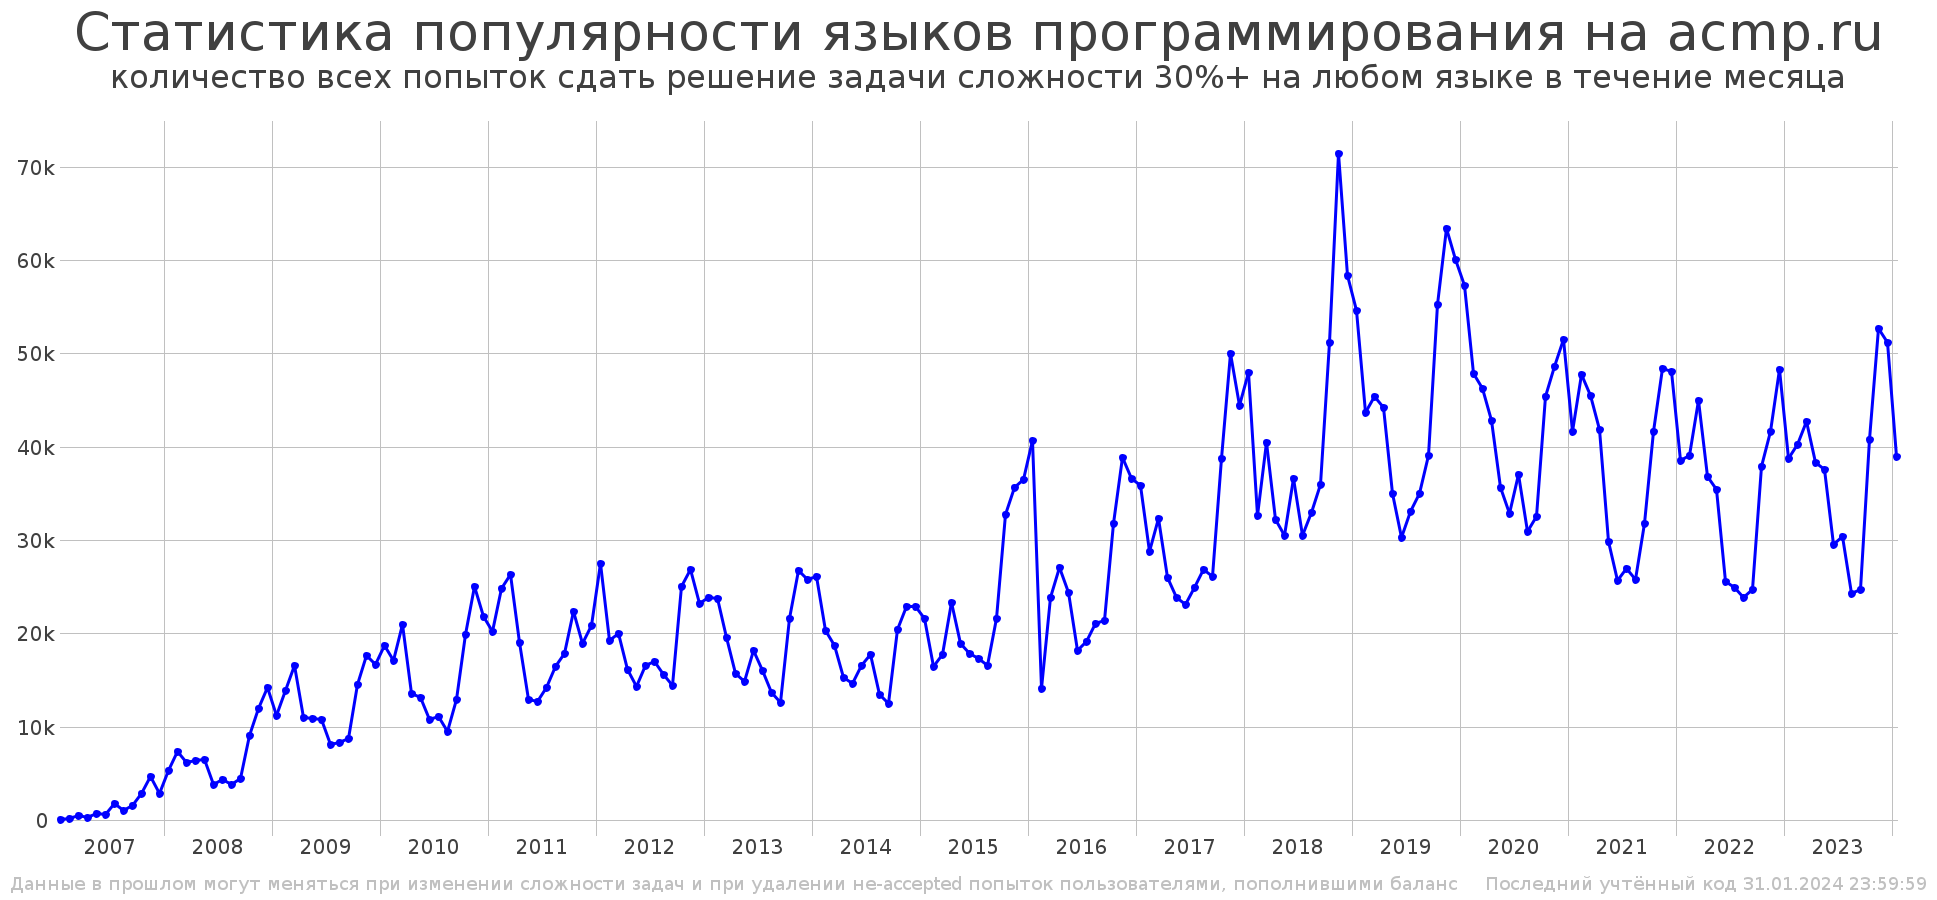 Статистика популярности языков программирования на acmp.ru
количество всех попыток сдать решение задачи сложности 30%+ на любом языке в течение месяца
70k
60k
50k
40k
30k
20k
10k
0
2007 2008 2009 2010 2011 2012 2013 2014 2015 2016 2017 2018 2019 2020 2021 2022 2023
Данные в прошлом могут меняться при изменении сложности задач и при удалении не-accepted попыток пользователями, пополнившими баланс Последний учтённый код 31.01.2024 23:59:59